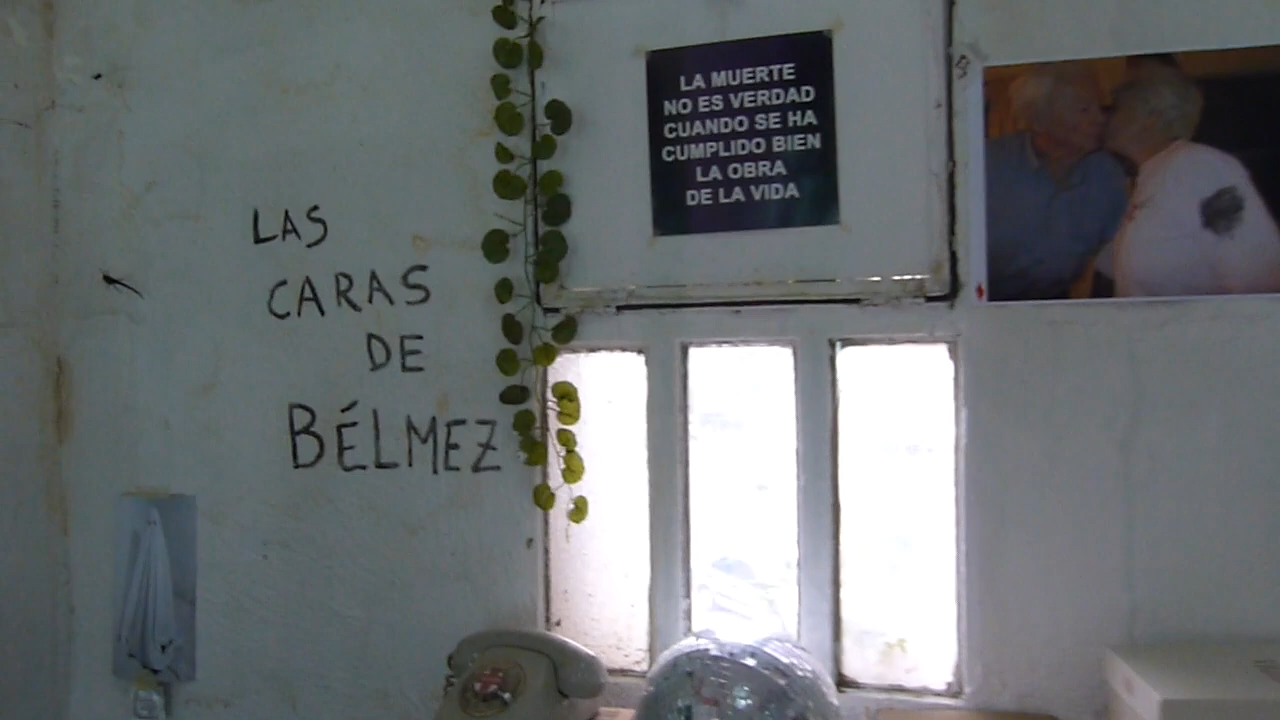 LAS
CARAS
DE
BÉLMEZ
LA MUERTE
NO ES VERDAD
CUANDO SE HA
CUMPLIDO BIEN
LA OBRA
DE LA VIDA